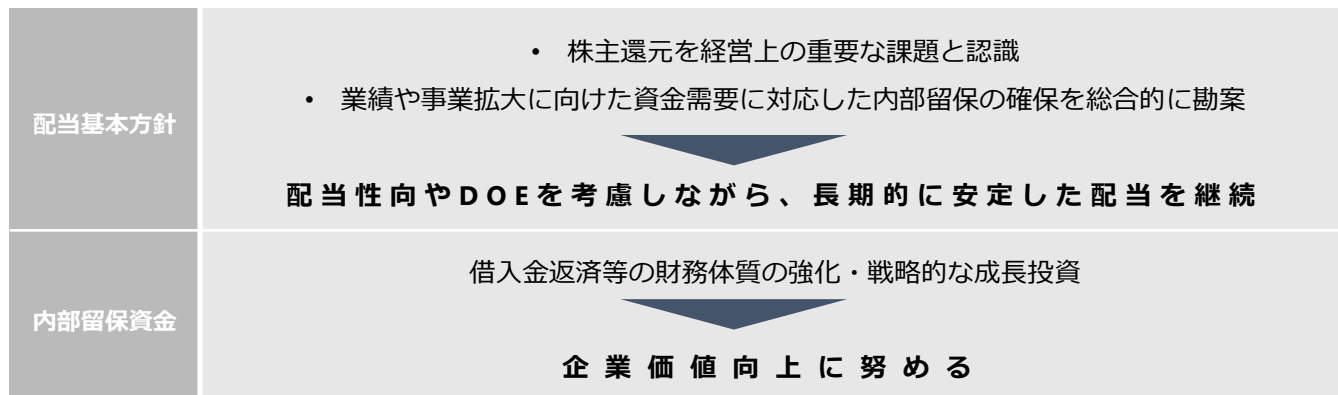 配当基本方針
• 株主還元を経営上の重要な課題と認識
• 業績や事業拡大に向けた資金需要に対応した内部留保の確保を総合的に勘案
配当性向やDOEを考慮しながら、長期的に安定した配当を継続
内部留保資金
借入金返済等の財務体質の強化・戦略的な成長投資
企業価値向上に努める